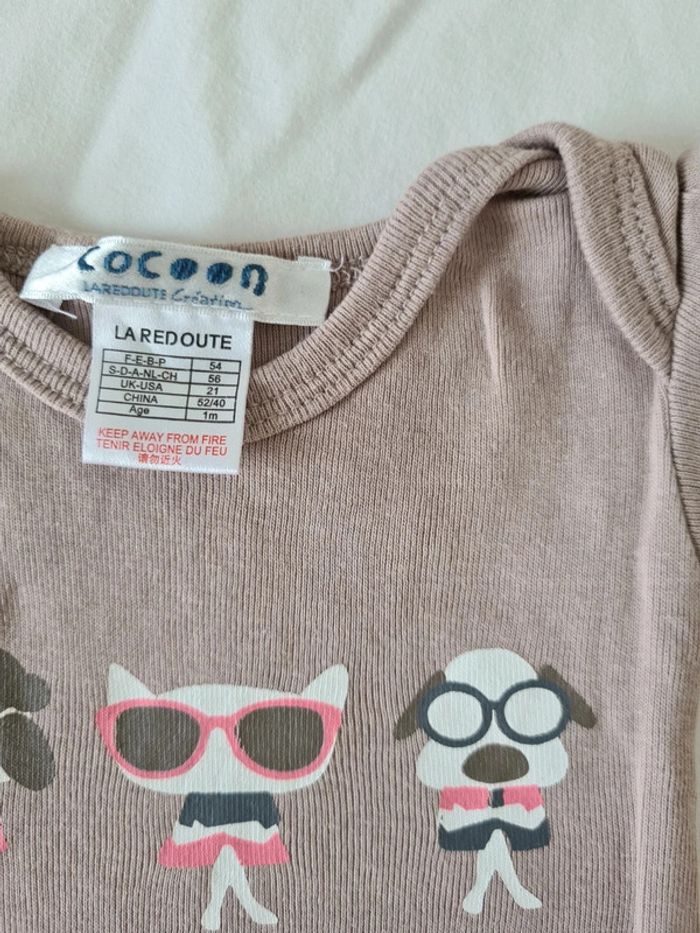 cocoon
LAREDOUTE Création
LA REDOUTE
F-E-B-P 54
S-D-A-NL-CH 56
UK-USA 21
CHINA 52/40
Age 1m
KEEP AWAY FROM FIRE
TENIR ELOIGNE DU FEU
请勿近火